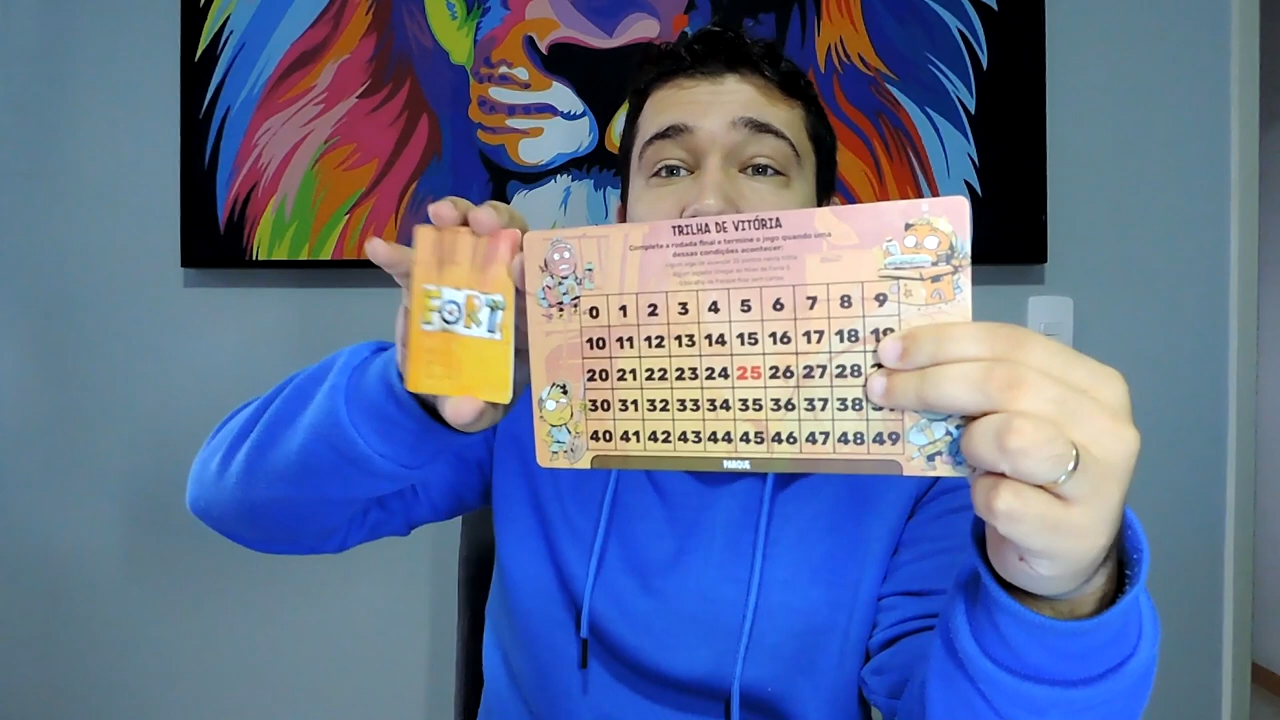 FORT
TRILHA DE VITÓRIA
Complete a rodada final e termine o jogo quando uma
dessas condições acontecer:
0 1 2 3 4 5 6 7 8 9
10 11 12 13 14 15 16 17 18 19
20 21 22 23 24 25 26 27 28
30 31 32 33 34 35 36 37 38
40 41 42 43 44 45 46 47 48 49
PARQUE